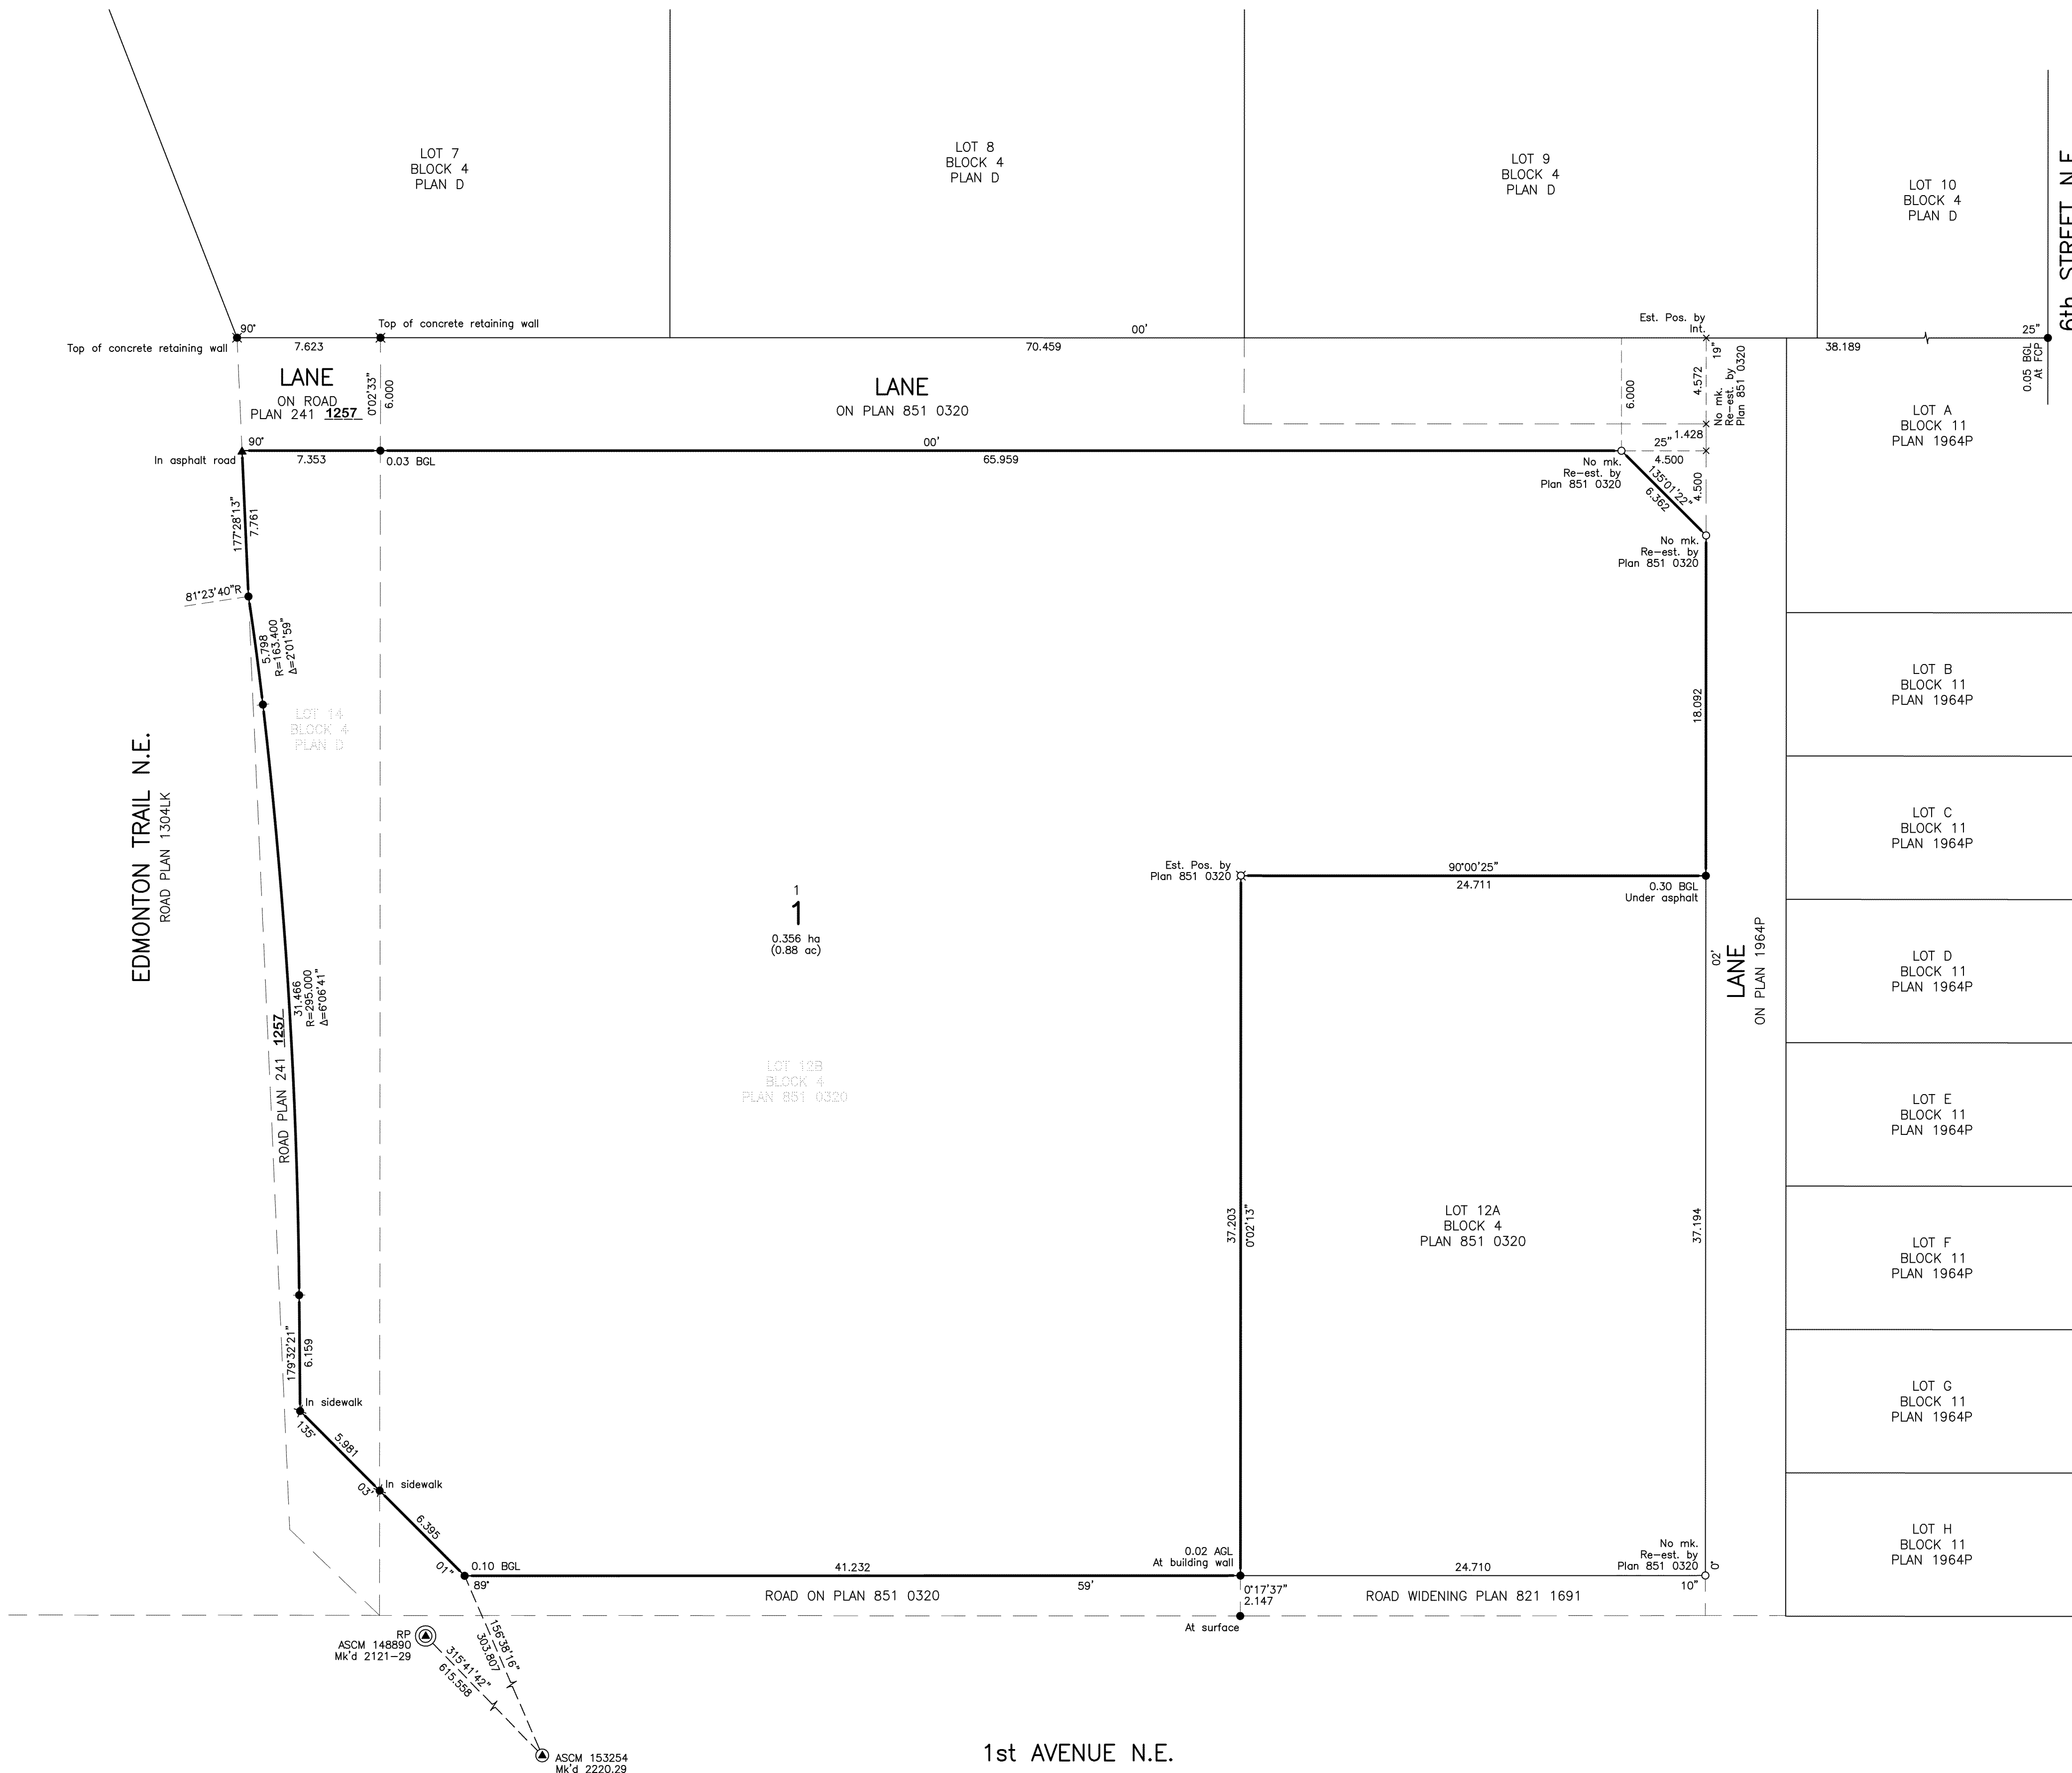 LOT 7
BLOCK 4
PLAN D
LOT 8
BLOCK 4
PLAN D
LOT 9
BLOCK 4
PLAN D
LOT 10
BLOCK 4
PLAN D
6th STREET N.E.
90°
Top of concrete retaining wall
Top of concrete retaining wall
7.623
00'
70.459
Est. Pos. by
Int.
25"
38.189
0.05 BGL
At FCP
LANE
ON ROAD
PLAN 241 1257
0°02'33"
6.000
LANE
ON PLAN 851 0320
6.000
19"
4.572
No mk.
Re-est. by
Plan 851 0320
1.428
LOT A
BLOCK 11
PLAN 1964P
90°
In asphalt road
7.353
0.03 BGL
00'
65.959
25"
4.500
No mk.
Re-est. by
Plan 851 0320
135°01'22"
6.362
4.500
No mk.
Re-est. by
Plan 851 0320
177°28'13"
7.761
81°23'40"R
5.798
R=163.400
Δ=2°01'59"
LOT 14
BLOCK 4
PLAN D
EDMONTON TRAIL N.E.
ROAD PLAN 1304LK
18.092
LOT B
BLOCK 11
PLAN 1964P
LOT C
BLOCK 11
PLAN 1964P
Est. Pos. by
Plan 851 0320
90°00'25"
24.711
0.30 BGL
Under asphalt
1
1
0.356 ha
(0.88 ac)
02'
LANE
ON PLAN 1964P
LOT D
BLOCK 11
PLAN 1964P
31.466
R=295.000
Δ=6°06'41"
ROAD PLAN 241 1257
LOT 12B
BLOCK 4
PLAN 851 0320
LOT E
BLOCK 11
PLAN 1964P
37.203
0°02'13"
LOT 12A
BLOCK 4
PLAN 851 0320
37.194
LOT F
BLOCK 11
PLAN 1964P
179°32'21"
6.159
In sidewalk
135°
5.981
In sidewalk
03'
6.395
01"
LOT G
BLOCK 11
PLAN 1964P
0.10 BGL
89°
41.232
59'
0.02 AGL
At building wall
24.710
No mk.
Re-est. by
Plan 851 0320
0°
10"
LOT H
BLOCK 11
PLAN 1964P
ROAD ON PLAN 851 0320
0°17'37"
2.147
ROAD WIDENING PLAN 821 1691
At surface
RP
ASCM 148890
Mk'd 2121-29
315°41'42"
615.558
156°38'16"
303.807
ASCM 153254
Mk'd 2220.29
1st AVENUE N.E.